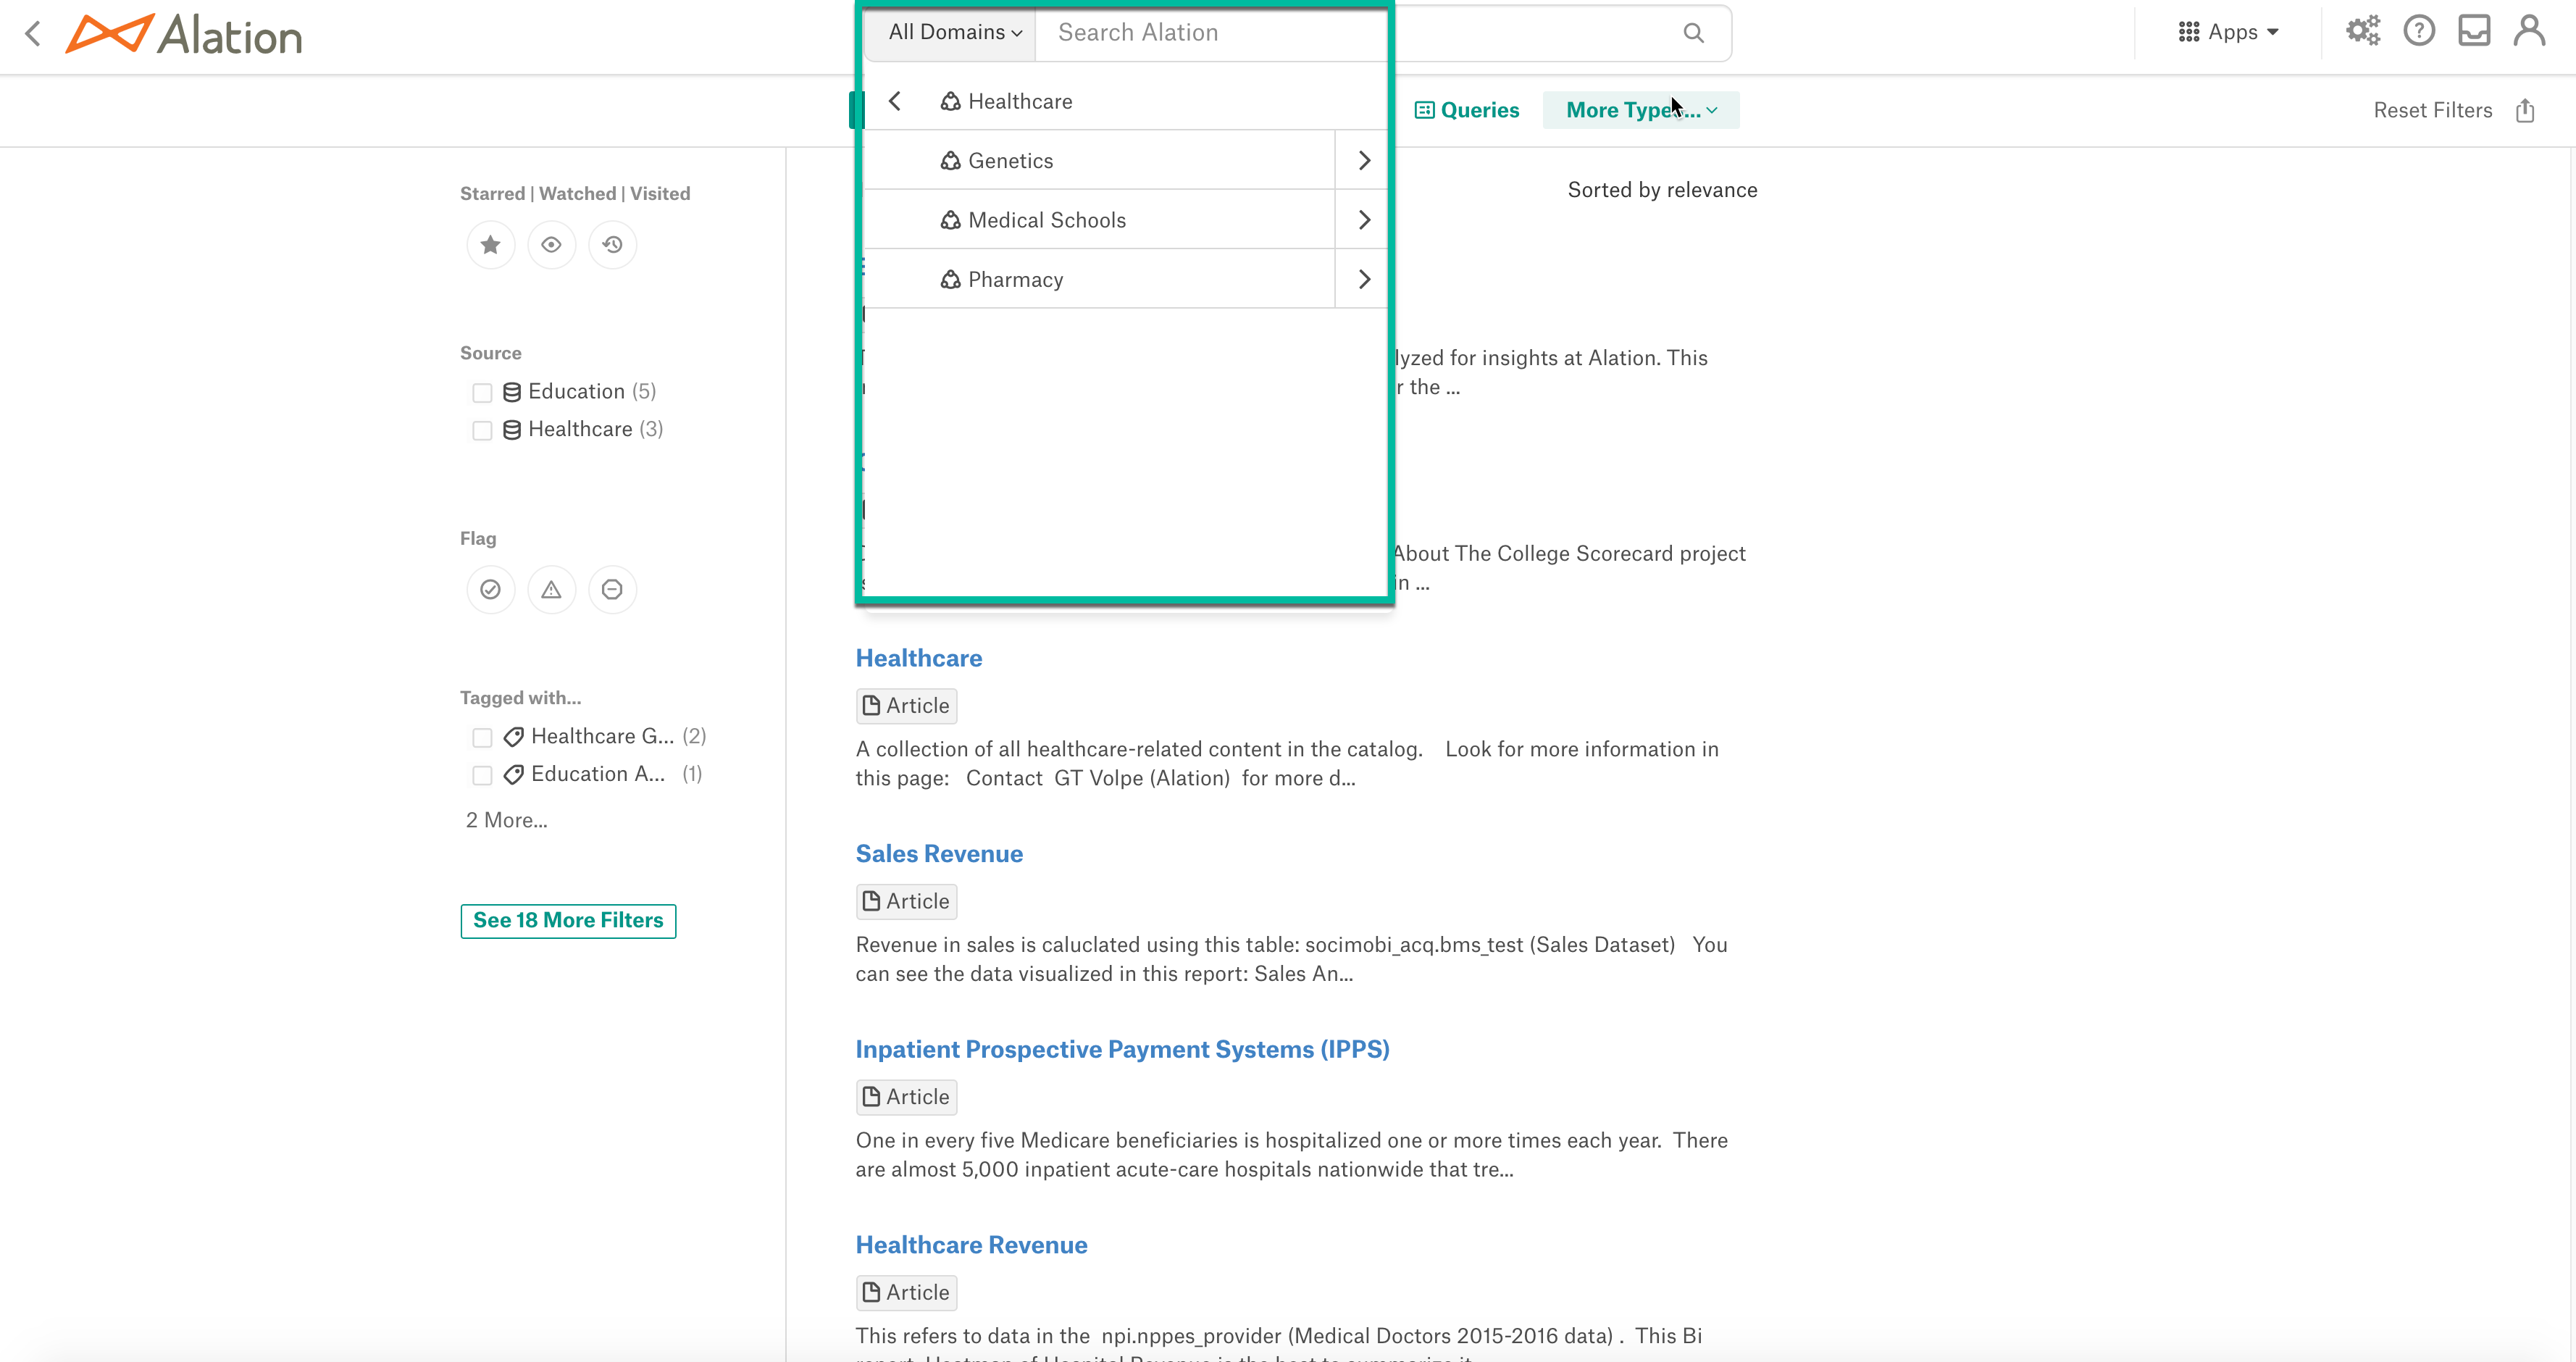 Alation
All Domains
Search Alation
Apps
Healthcare
Queries
More Type...
Reset Filters
Genetics
Medical Schools
Pharmacy
Starred | Watched | Visited
Sorted by relevance
Source
Education (5)
Healthcare (3)
Flag
Tagged with...
Healthcare G... (2)
Education A... (1)
2 More...
See 18 More Filters
lyzed for insights at Alation. This
r the ...
About The College Scorecard project
in ...
Healthcare
Article
A collection of all healthcare-related content in the catalog. Look for more information in
this page: Contact GT Volpe (Alation) for more d...
Sales Revenue
Article
Revenue in sales is caluclated using this table: socimobi_acq.bms_test (Sales Dataset) You
can see the data visualized in this report: Sales An...
Inpatient Prospective Payment Systems (IPPS)
Article
One in every five Medicare beneficiaries is hospitalized one or more times each year. There
are almost 5,000 inpatient acute-care hospitals nationwide that tre...
Healthcare Revenue
Article
This refers to data in the npi.nppes_provider (Medical Doctors 2015-2016 data) . This Bi